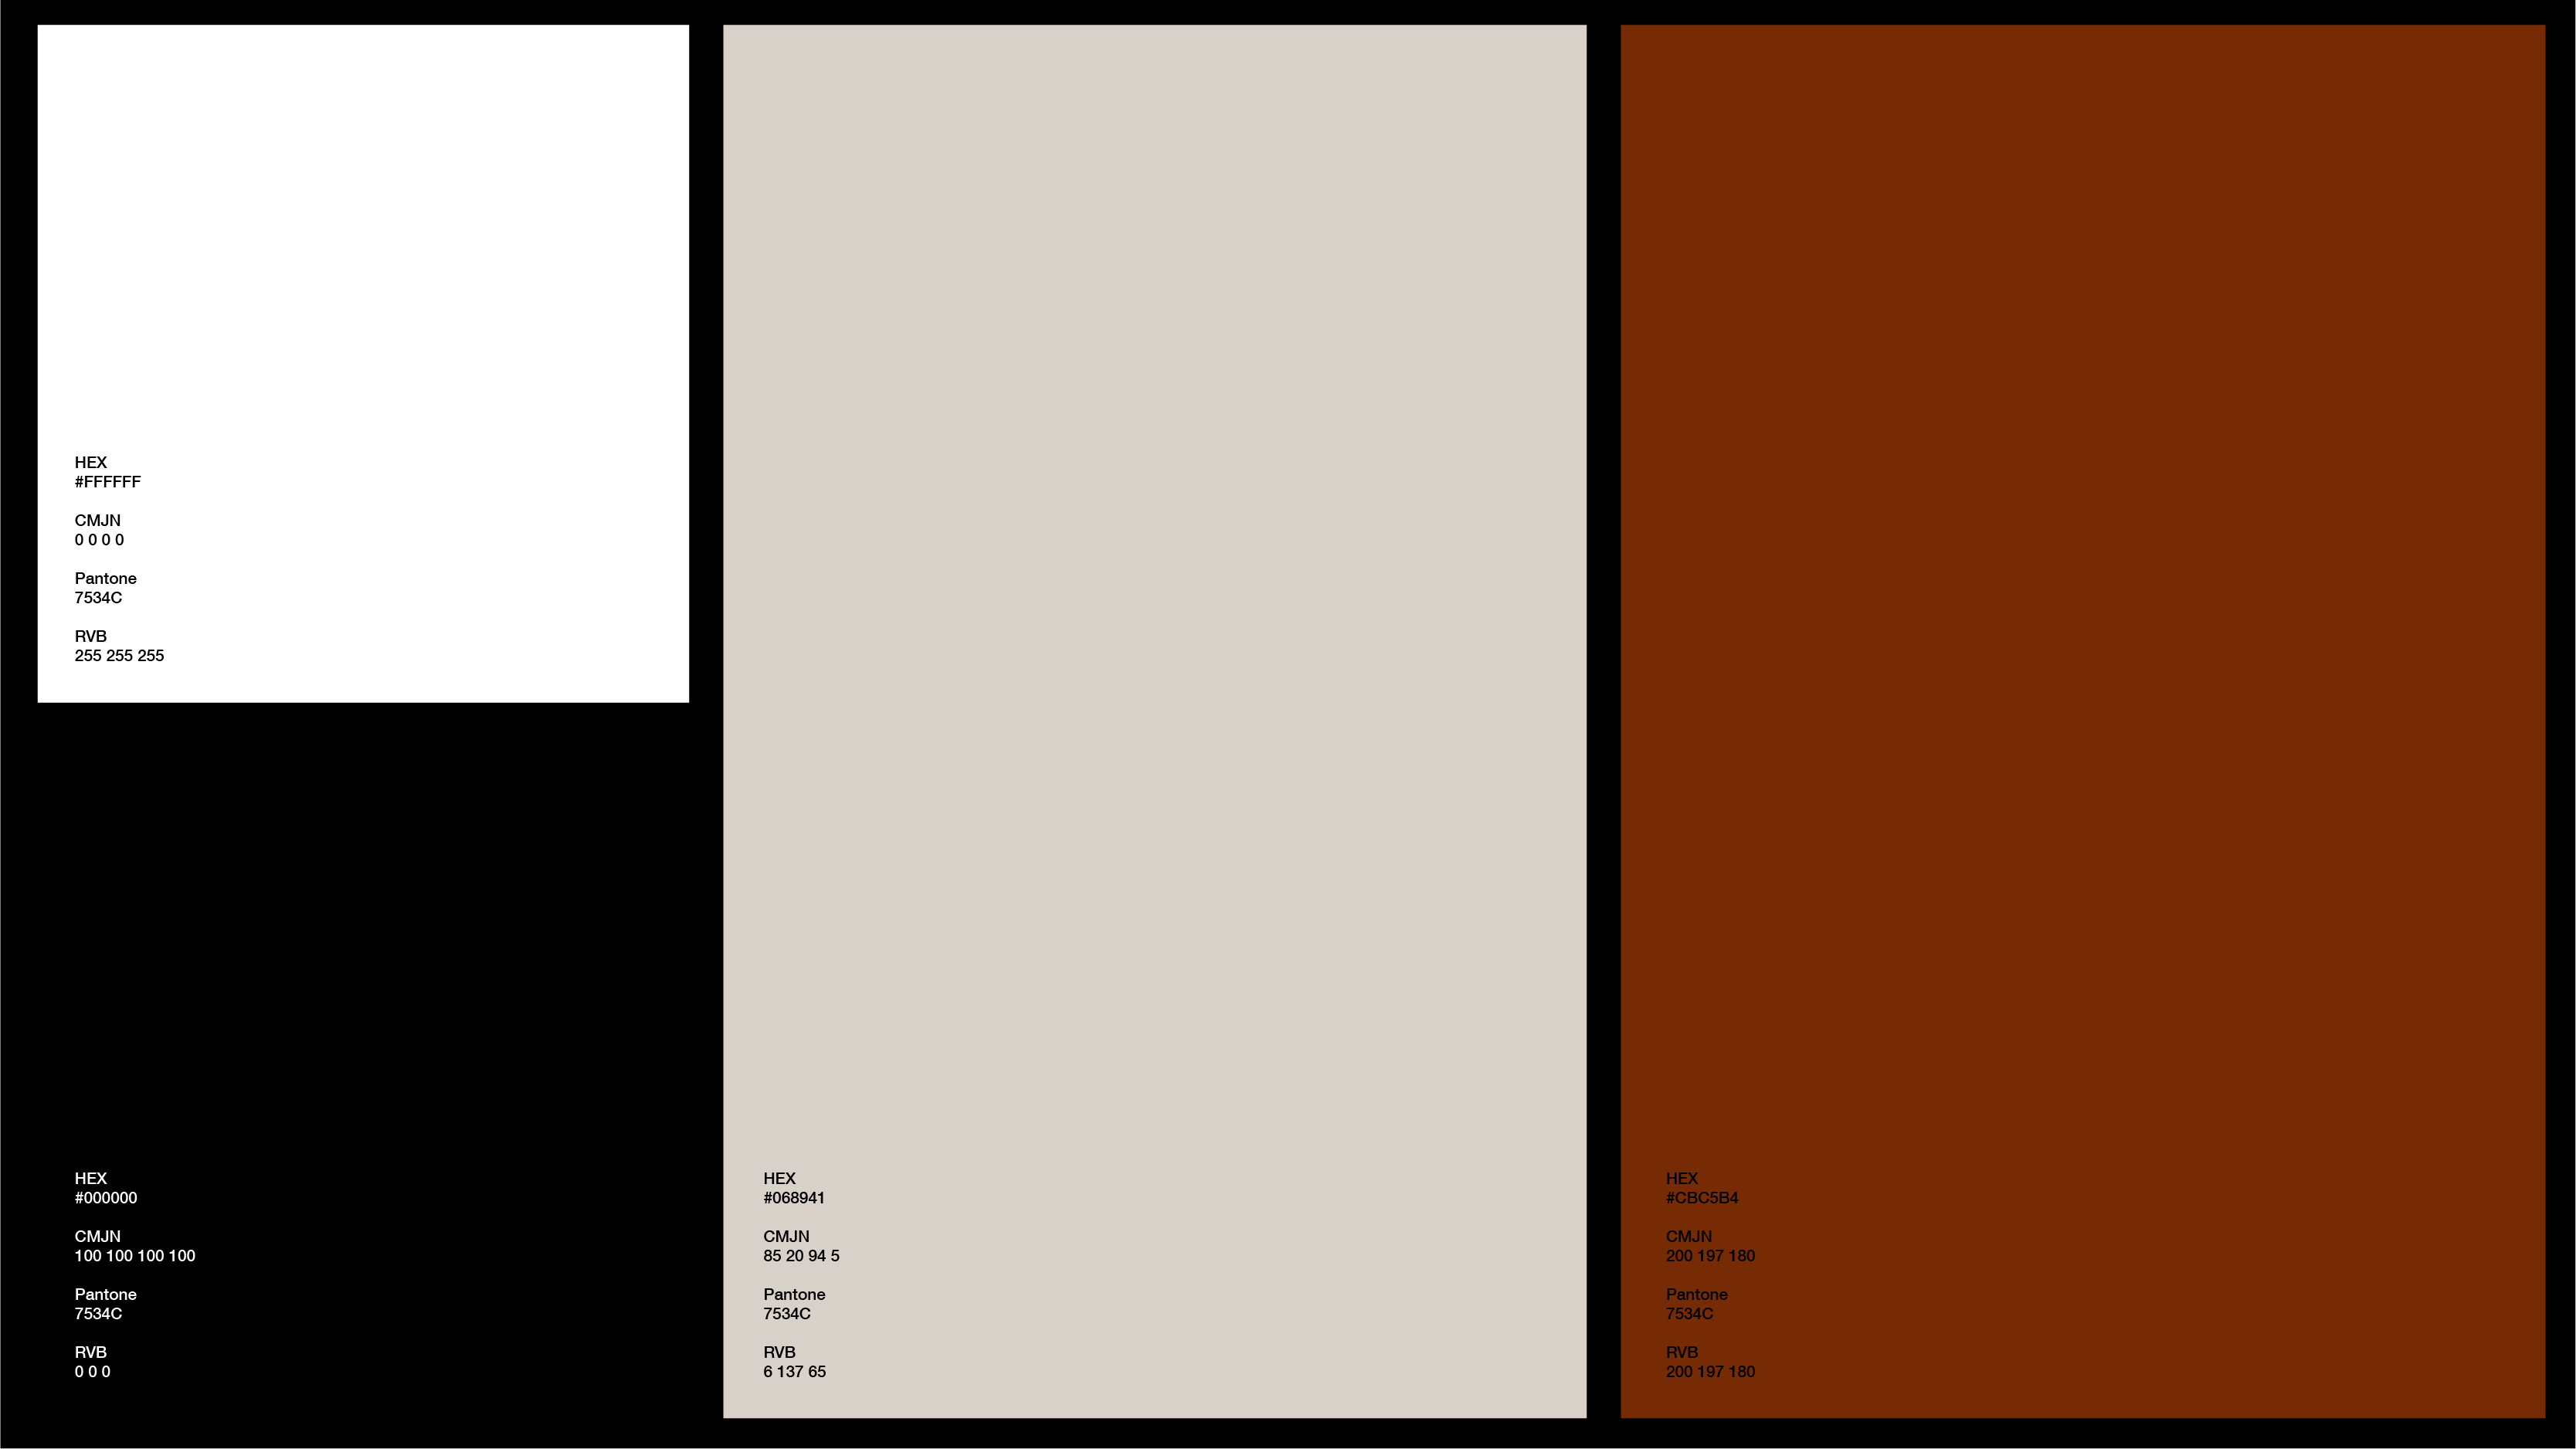 HEX
#FFFFFF
CMJN
0 0 0 0
Pantone
7534C
RVB
255 255 255
HEX
#000000
CMJN
100 100 100 100
Pantone
7534C
RVB
0 0 0
HEX
#068941
CMJN
85 20 94 5
Pantone
7534C
RVB
6 137 65
HEX
#CBC5B4
CMJN
200 197 180
Pantone
7534C
RVB
200 197 180